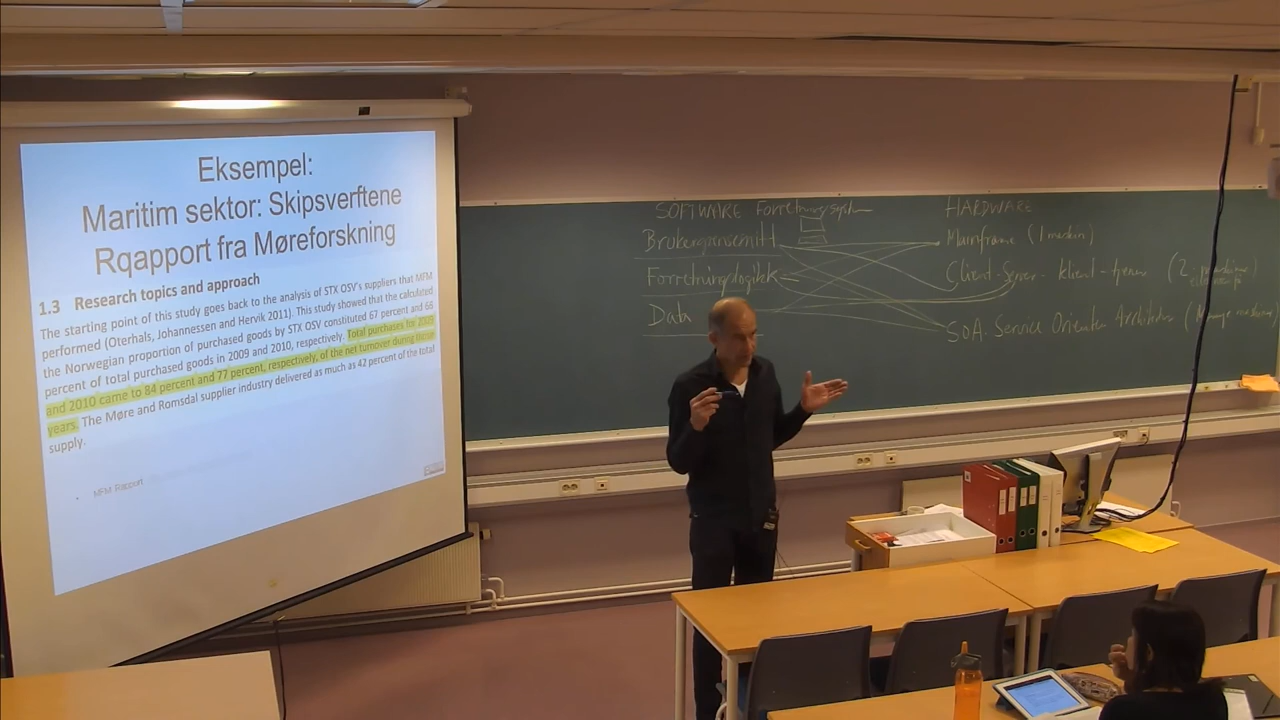 Eksempel:
Maritim sektor: Skipsverftene
Rqapport fra Møreforskning
1.3 Research topics and approach
The starting point of this study goes back to the analysis of STX OSV's suppliers that MFM
performed (Oterhals, Johannessen and Hervik 2011). This study showed that the calculated
the Norwegian proportion of purchased goods by STX OSV constituted 67 percent and 66
percent of total purchased goods in 2009 and 2010, respectively. Total purchases for 2009
and 2010 came to 84 percent and 77 percent, respectively, of the net turnover during these
years. The Møre and Romsdal supplier industry delivered as much as 42 percent of the total
supply.
• MFM Rapport
SOFTWARE Forretningssystem
Brukergrensesnitt
Forretningslogikk
Data
HARDWARE
Mainframe (1 maskin)
Client-Server - klient-tjener (2
SOA - Service Oriented Architecture (Mange